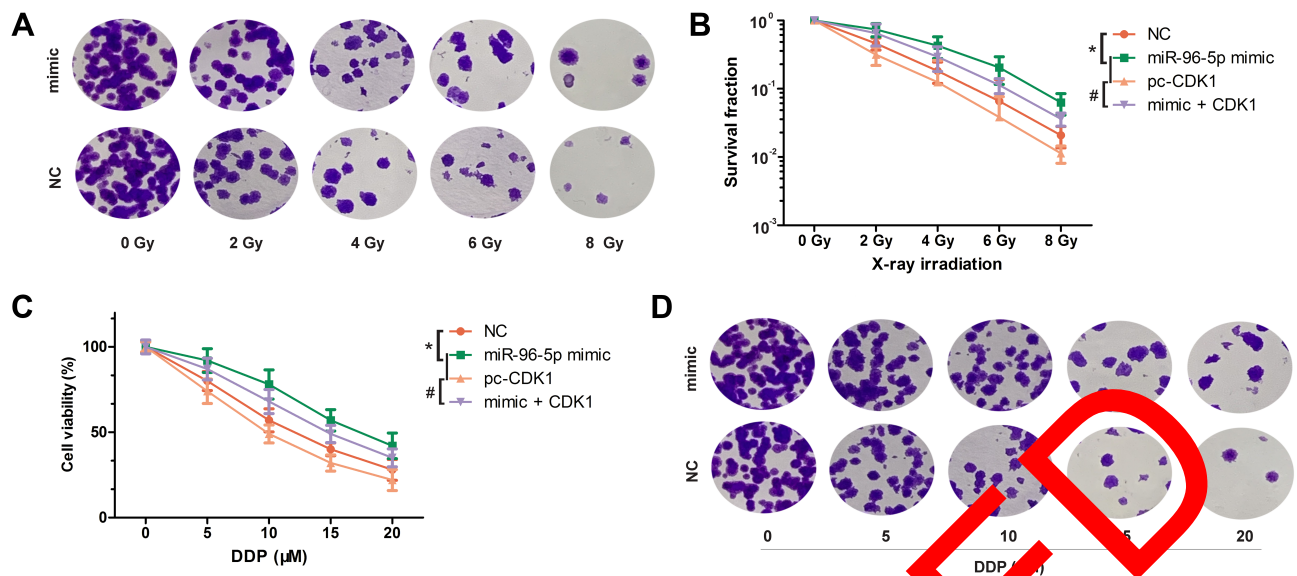 A
mimic
NC
0 Gy 2 Gy 4 Gy 6 Gy 8 Gy
B
Survival fraction
10⁰
10⁻¹
10⁻²
10⁻³
0 Gy 2 Gy 4 Gy 6 Gy 8 Gy
X-ray irradiation
NC
* miR-96-5p mimic
pc-CDK1
# mimic + CDK1
C
Cell viability (%)
100
50
0
0 5 10 15 20
DDP (µM)
NC
* miR-96-5p mimic
pc-CDK1
# mimic + CDK1
D
mimic
NC
0 5 10 20
DDP